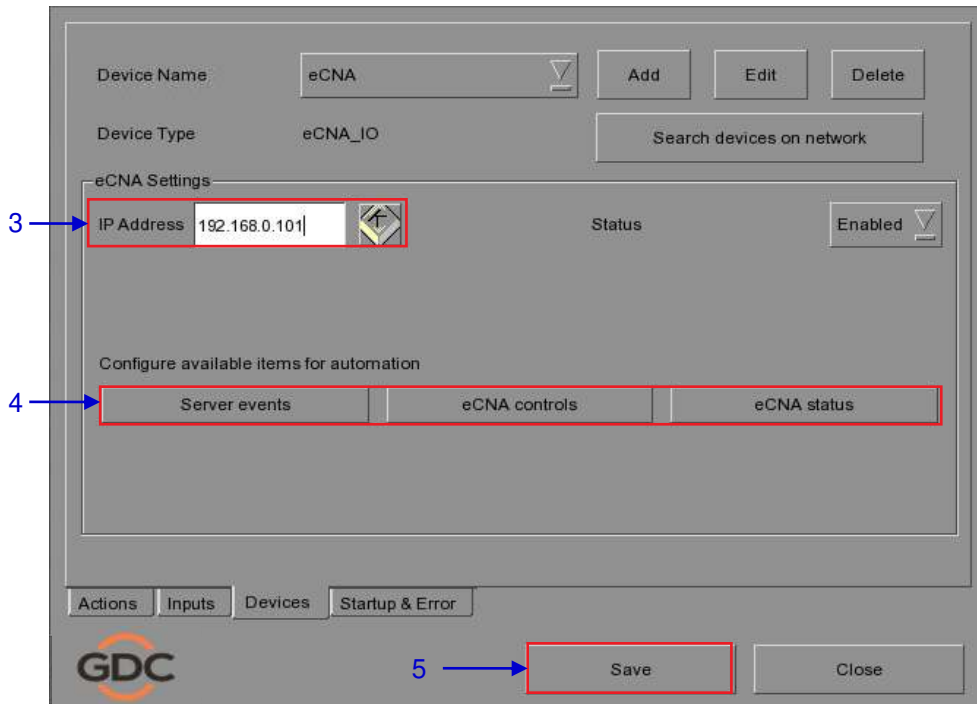 Device Name eCNA Add Edit Delete
Device Type eCNA_IO Search devices on network
eCNA Settings
3 IP Address 192.168.0.101 K Status Enabled
Configure available items for automation
4 Server events eCNA controls eCNA status
Actions Inputs Devices Startup & Error
GDC 5 Save Close